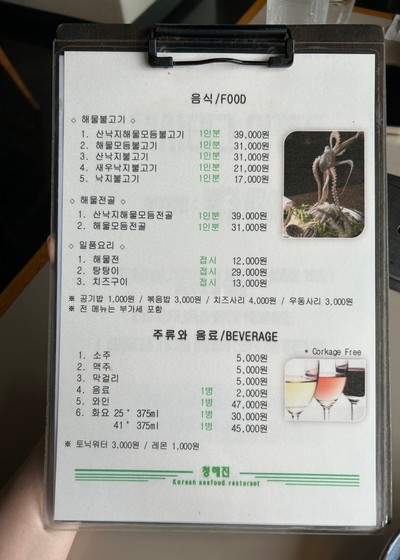 음식/FOOD
◇ 해물불고기 ◇
1. 산낙지해물모듬불고기 1인분 39,000원
2. 해물모듬불고기 1인분 31,000원
3. 산낙지불고기 1인분 31,000원
4. 새우낙지불고기 1인분 21,000원
5. 낙지불고기 1인분 17,000원
◇ 해물전골 ◇
1. 산낙지해물모듬전골 1인분 39,000원
2. 해물모듬전골 1인분 31,000원
◇ 일품요리 ◇
1. 해물전 접시 12,000원
2. 탕탕이 접시 29,000원
3. 치즈구이 접시 13,000원
※ 공기밥 1,000원 / 볶음밥 3,000원 / 치즈사리 4,000원 / 우동사리 3,000원
※ 전 메뉴는 부가세 포함
주류와 음료/BEVERAGE
* Corkage Free
1. 소주 5,000원
2. 맥주 5,000원
3. 막걸리 5,000원
4. 음료 1병 2,000원
5. 와인 1병 47,000원
6. 화요 25° 375ml 1병 30,000원
41° 375ml 1병 45,000원
※ 토닉워터 3,000원 / 레몬 1,000원
청해진
Korean seafood restarant